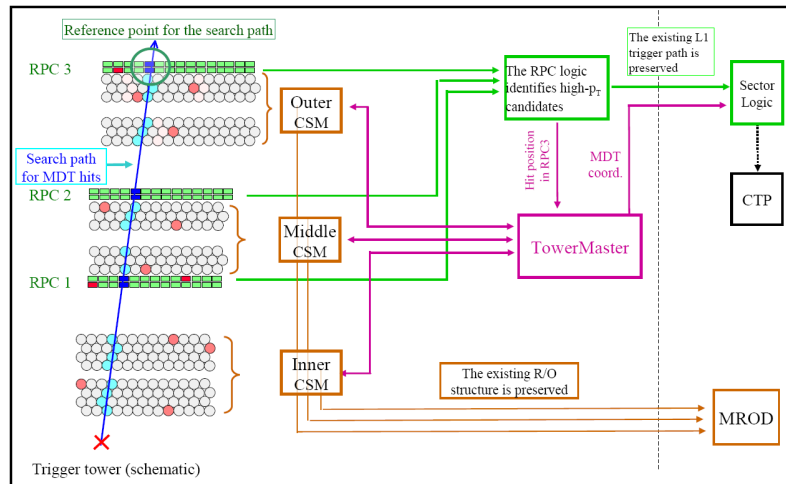 Reference point for the search path
RPC 3
The existing L1
trigger path is
preserved
The RPC logic
identifies high-pT
candidates
Sector
Logic
Outer
CSM
Search path
for MDT hits
Hit position
in RPC3
MDT
coord.
RPC 2
CTP
Middle
CSM
TowerMaster
RPC 1
Inner
CSM
The existing R/O
structure is preserved
MROD
Trigger tower (schematic)